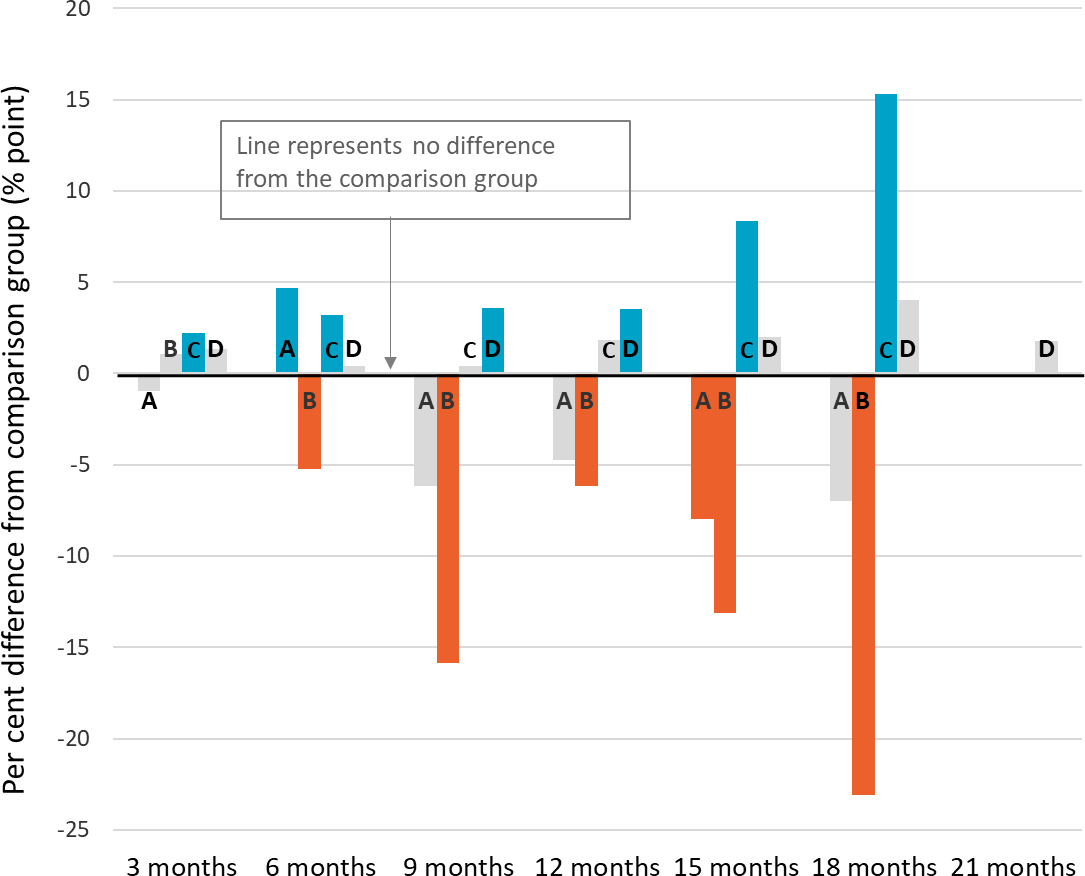 20
15
10
5
0
-5
-10
-15
-20
-25
Per cent difference from comparison group (% point)
Line represents no difference
from the comparison group
A B C D
A B C D
A B C D
A B C D
A B C D
A B C D
D
3 months 6 months 9 months 12 months 15 months 18 months 21 months